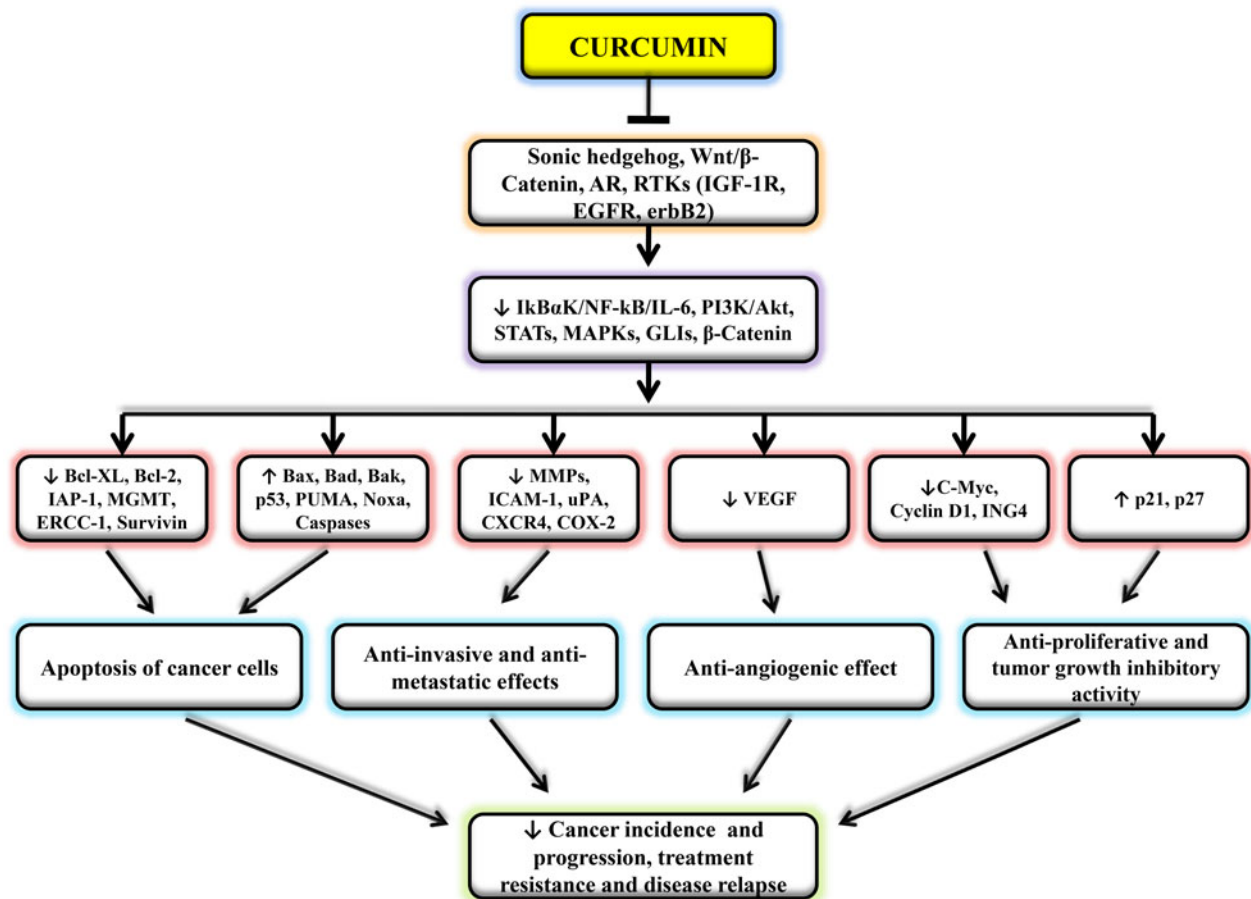 CURCUMIN
Sonic hedgehog, Wnt/β-
Catenin, AR, RTKs (IGF-1R,
EGFR, erbB2)
↓ IkBαK/NF-kB/IL-6, PI3K/Akt,
STATs, MAPKs, GLIs, β-Catenin
↓ Bcl-XL, Bcl-2,
IAP-1, MGMT,
ERCC-1, Survivin
↑ Bax, Bad, Bak,
p53, PUMA, Noxa,
Caspases
↓ MMPs,
ICAM-1, uPA,
CXCR4, COX-2
↓ VEGF
↓C-Myc,
Cyclin D1, ING4
↑ p21, p27
Apoptosis of cancer cells
Anti-invasive and anti-
metastatic effects
Anti-angiogenic effect
Anti-proliferative and
tumor growth inhibitory
activity
↓ Cancer incidence and
progression, treatment
resistance and disease relapse